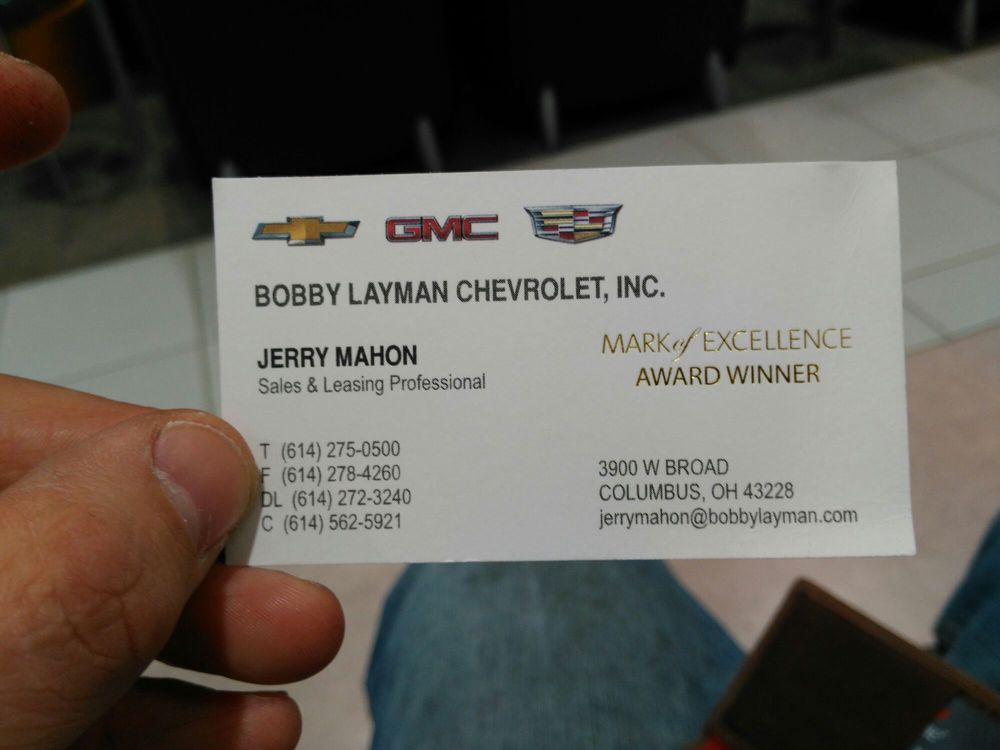 GMC
BOBBY LAYMAN CHEVROLET, INC.
JERRY MAHON
Sales & Leasing Professional
MARK of EXCELLENCE
AWARD WINNER
T (614) 275-0500
F (614) 278-4260
DL (614) 272-3240
C (614) 562-5921
3900 W BROAD
COLUMBUS, OH 43228
jerrymahon@bobbylayman.com